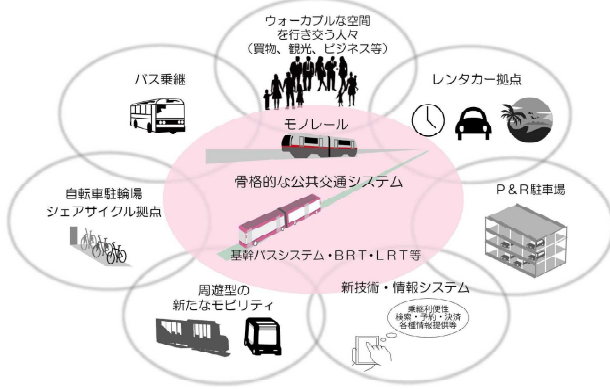 ウォーカブルな空間
を行き交う人々
（買物、観光、ビジネス等）
バス乗継
レンタカー拠点
モノレール
骨格的な公共交通システム
自転車駐輪場
シェアサイクル拠点
P＆R駐車場
基幹バスシステム・BRT・LRT等
周遊型の
新たなモビリティ
新技術・情報システム
乗継利便性
検索・予約・決済
各種情報提供等